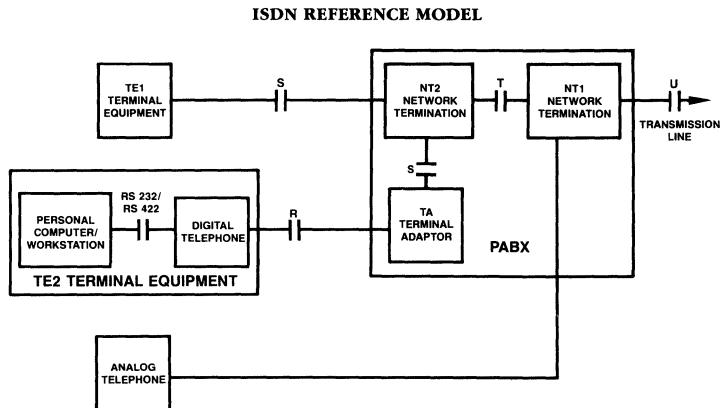 ISDN REFERENCE MODEL
TE1
TERMINAL
EQUIPMENT
S
NT2
NETWORK
TERMINATION
T
NT1
NETWORK
TERMINATION
U
TRANSMISSION
LINE
S
RS 232/
RS 422
PERSONAL
COMPUTER/
WORKSTATION
DIGITAL
TELEPHONE
R
TA
TERMINAL
ADAPTOR
PABX
TE2 TERMINAL EQUIPMENT
ANALOG
TELEPHONE